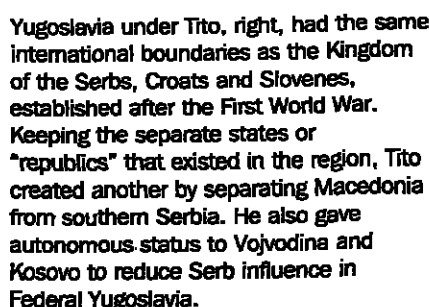 Yugoslavia under Tito, right, had the same
international boundaries as the Kingdom
of the Serbs, Croats and Slovenes,
established after the First World War.
Keeping the separate states or
"republics" that existed in the region, Tito
created another by separating Macedonia
from southern Serbia. He also gave
autonomous status to Vojvodina and
Kosovo to reduce Serb influence in
Federal Yugoslavia.